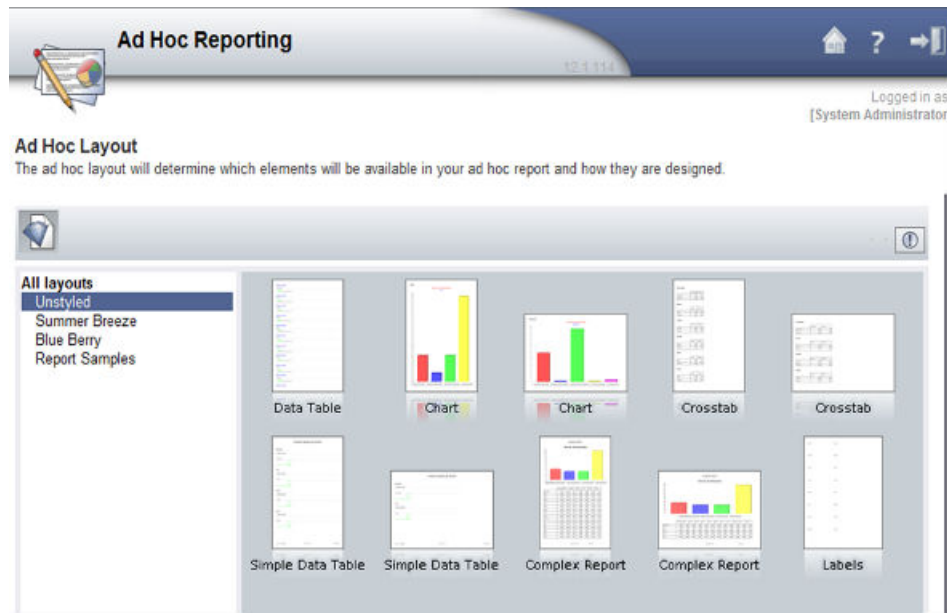 Ad Hoc Reporting
12.1.114
Logged in as
[System Administrator
Ad Hoc Layout
The ad hoc layout will determine which elements will be available in your ad hoc report and how they are designed.
All layouts
Unstyled
Summer Breeze
Blue Berry
Report Samples
Data Table
Chart
Chart
Crosstab
Crosstab
Simple Data Table
Simple Data Table
Complex Report
Complex Report
Labels